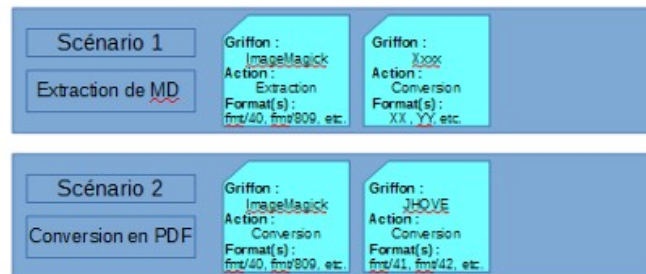 Scénario 1
Extraction de MD
Griffon :
ImageMagick
Action :
Extraction
Format(s) :
fmt/40, fmt/809, etc.
Griffon :
Xxxx
Action :
Conversion
Format(s) :
XX , YY, etc.
Scénario 2
Conversion en PDF
Griffon :
ImageMagick
Action :
Conversion
Format(s) :
fmt/40, fmt/809, etc.
Griffon :
JHOVE
Action :
Conversion
Format(s) :
fmt/41, fmt/42, etc.